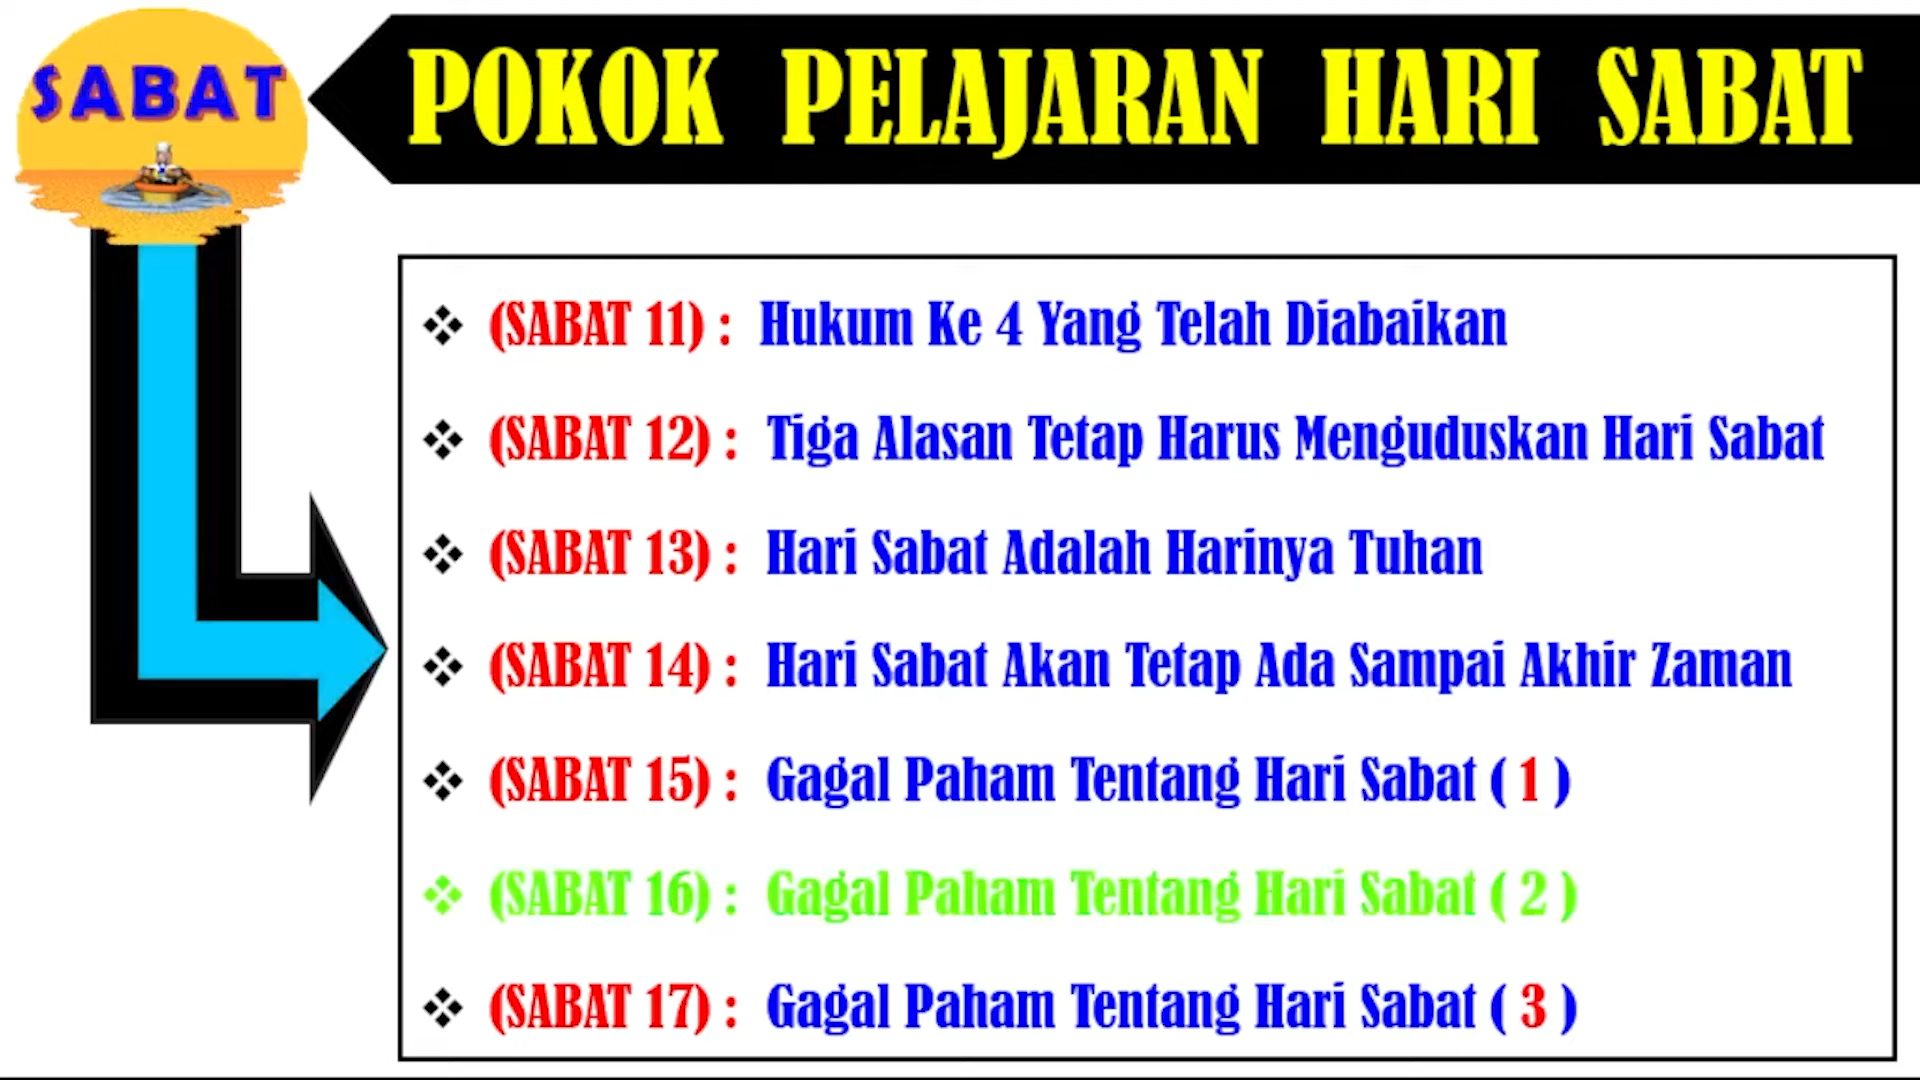 SABAT
POKOK PELAJARAN HARI SABAT
❖ (SABAT 11) : Hukum Ke 4 Yang Telah Diabaikan
❖ (SABAT 12) : Tiga Alasan Tetap Harus Menguduskan Hari Sabat
❖ (SABAT 13) : Hari Sabat Adalah Harinya Tuhan
❖ (SABAT 14) : Hari Sabat Akan Tetap Ada Sampai Akhir Zaman
❖ (SABAT 15) : Gagal Paham Tentang Hari Sabat ( 1 )
❖ (SABAT 16) : Gagal Paham Tentang Hari Sabat ( 2 )
❖ (SABAT 17) : Gagal Paham Tentang Hari Sabat ( 3 )